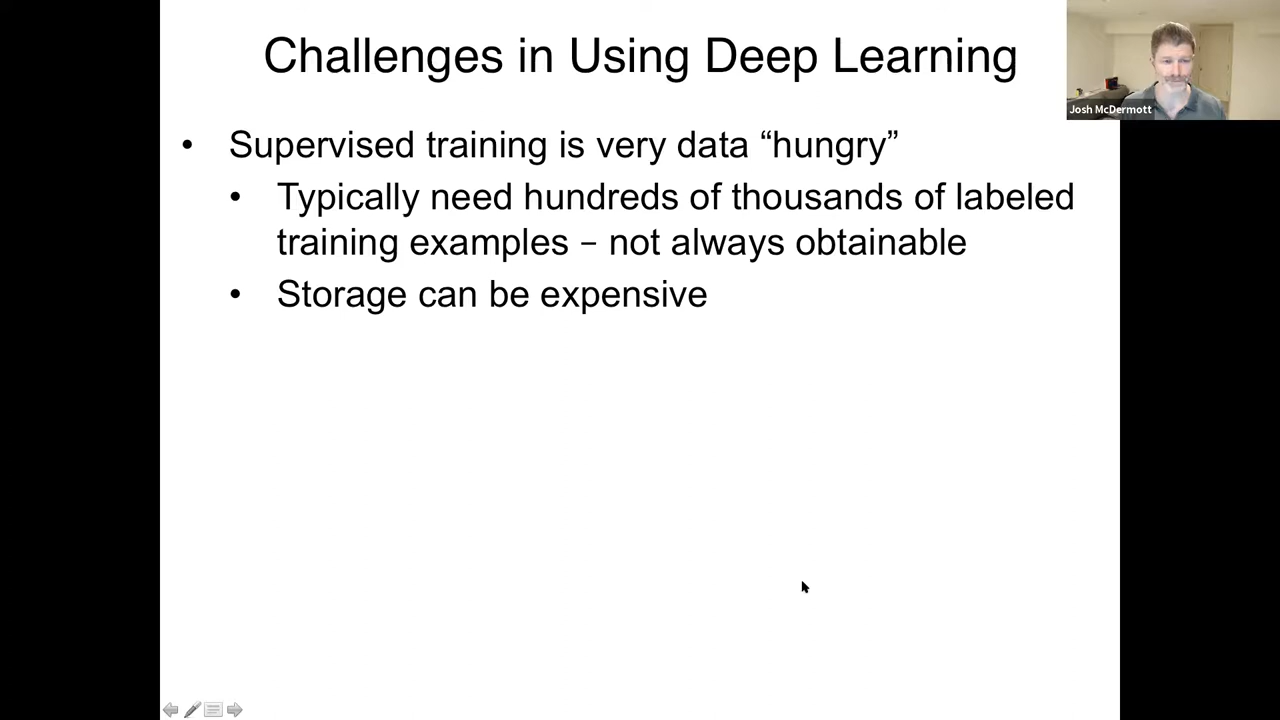 Challenges in Using Deep Learning
Josh McDermott
• Supervised training is very data “hungry”
• Typically need hundreds of thousands of labeled
training examples – not always obtainable
• Storage can be expensive